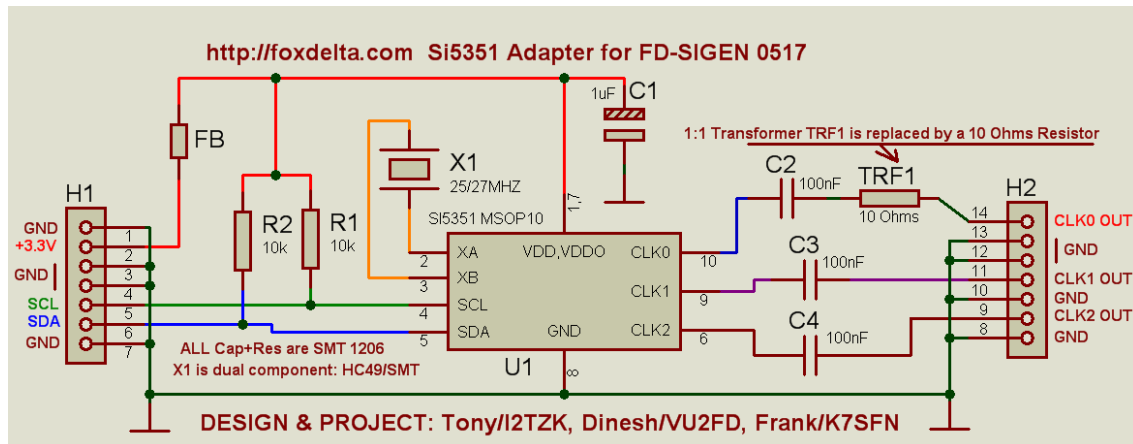 http://foxdelta.com Si5351 Adapter for FD-SIGEN 0517
1uF
C1
FB
1:1 Transformer TRF1 is replaced by a 10 Ohms Resistor
X1
25/27MHZ
1,7
C2
100nF
TRF1
10 Ohms
H1
H2
SI5351 MSOP10
R2
10k
R1
10k
GND
+3.3V
GND
SCL
SDA
GND
1
2
3
4
5
6
7
XA
XB
SCL
SDA
2
3
4
5
VDD,VDDO
GND
8
CLK0
CLK1
CLK2
10
9
6
U1
C3
100nF
C4
100nF
14
13
12
11
10
9
8
CLK0 OUT
GND
CLK1 OUT
GND
CLK2 OUT
GND
ALL Cap+Res are SMT 1206
X1 is dual component: HC49/SMT
DESIGN & PROJECT: Tony/I2TZK, Dinesh/VU2FD, Frank/K7SFN